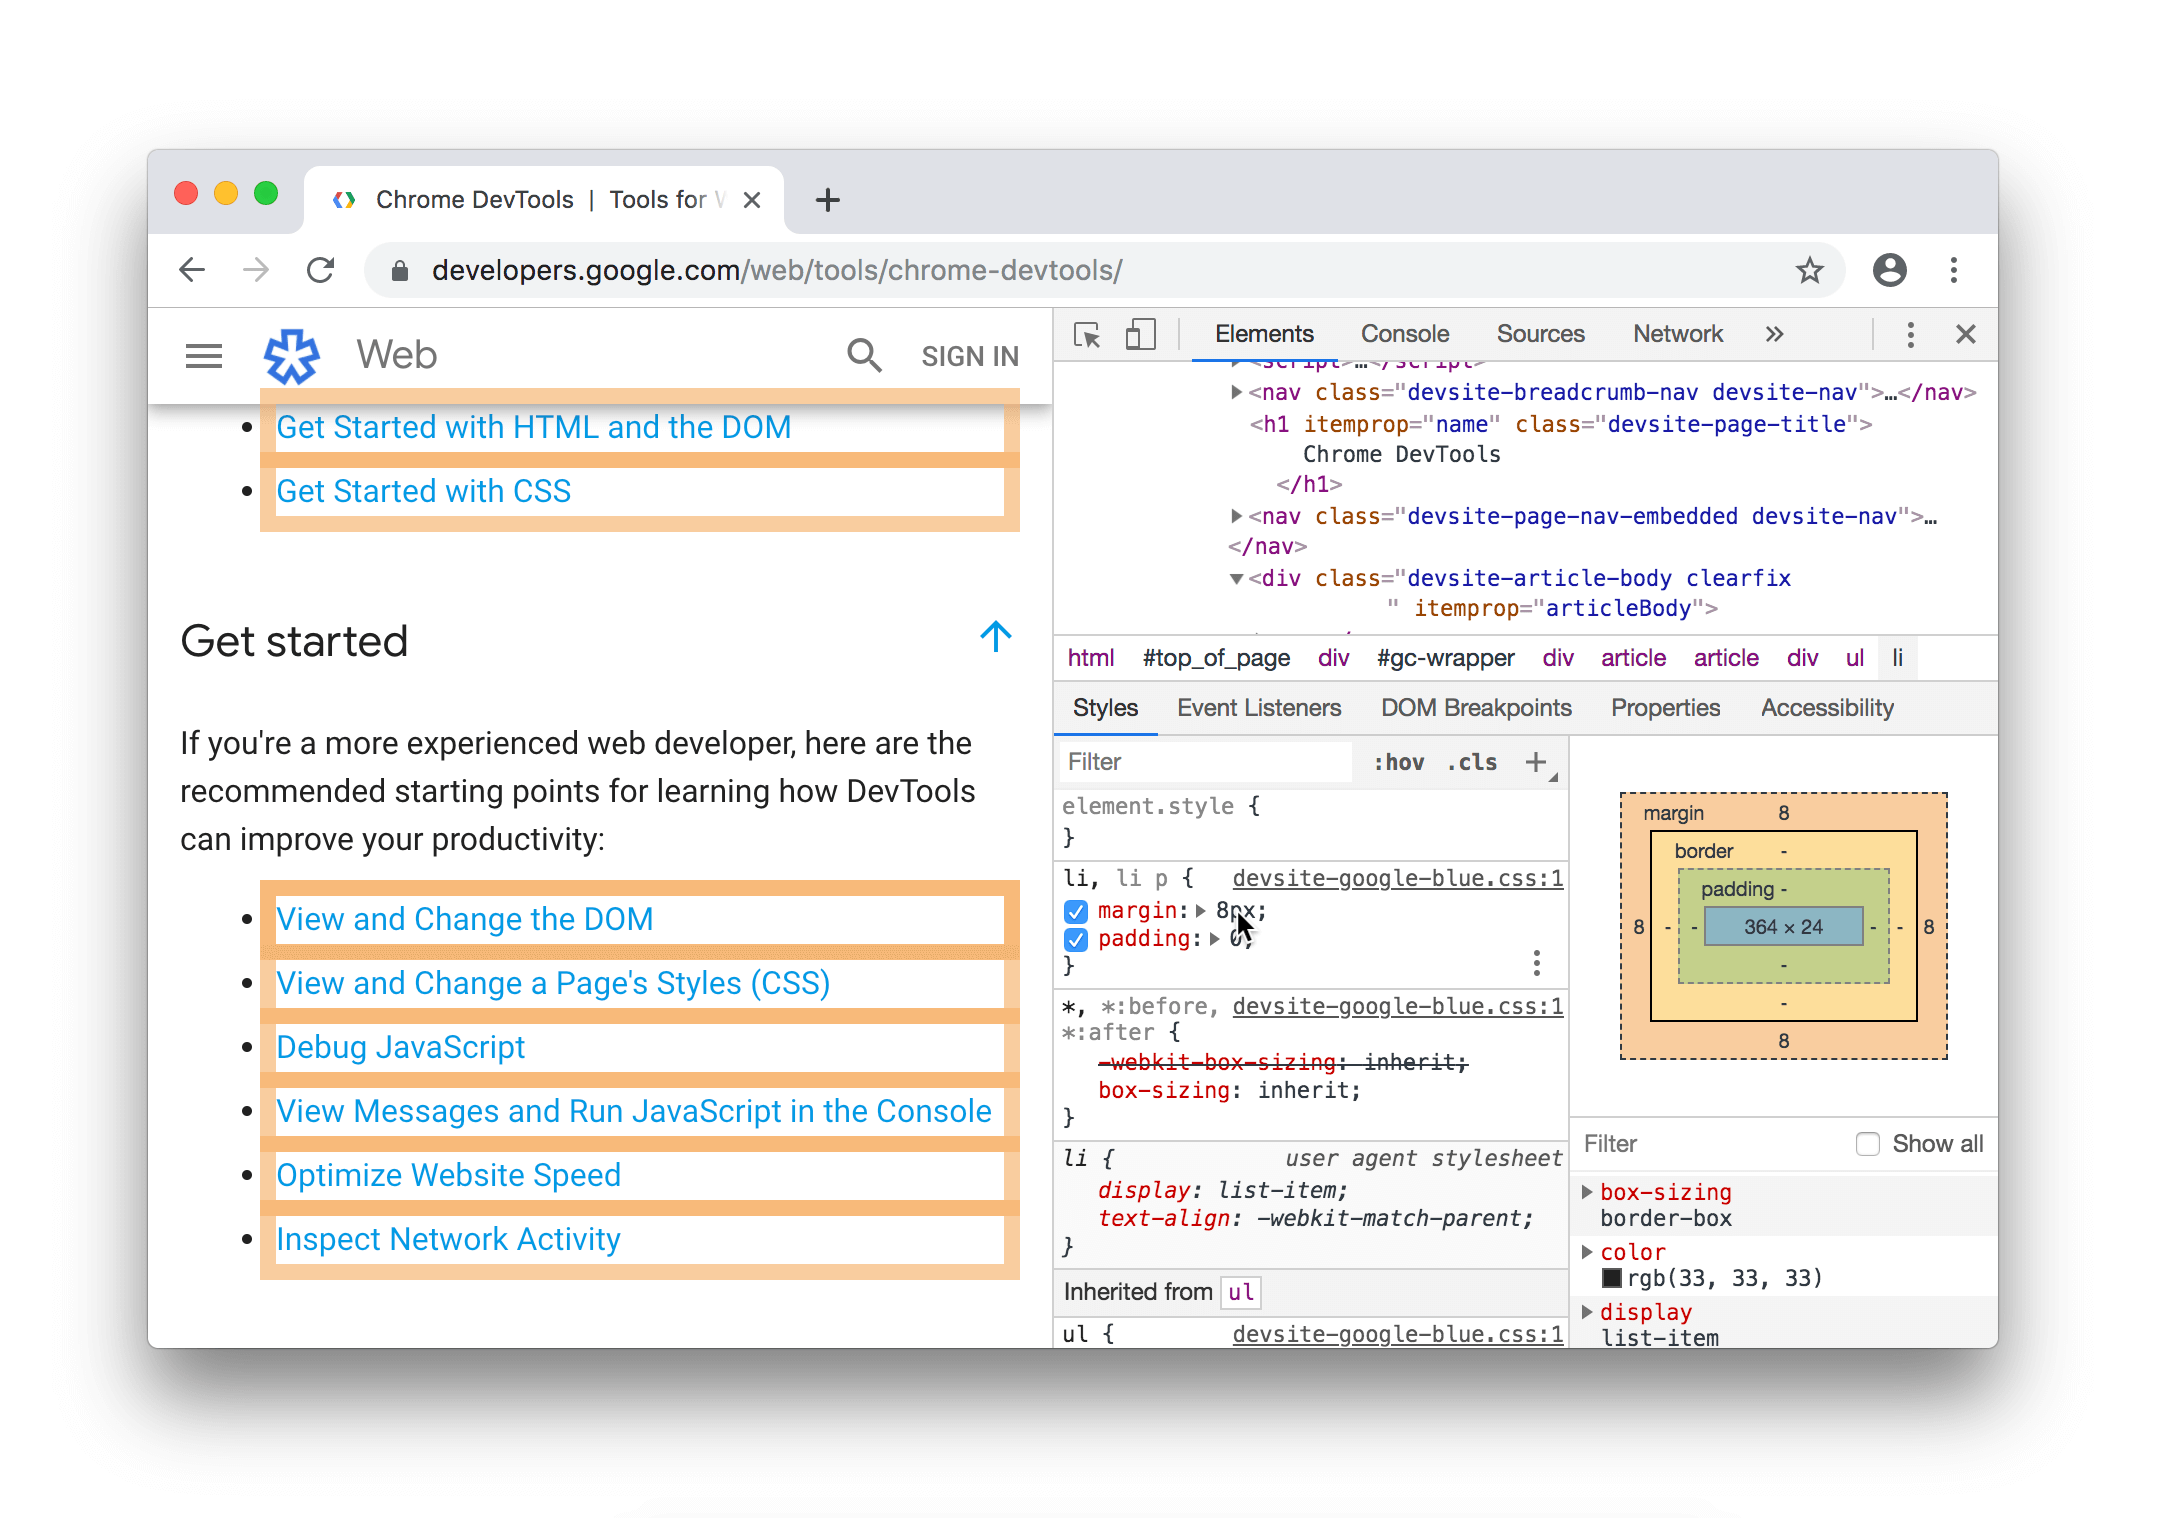 Chrome DevTools | Tools for W
developers.google.com/web/tools/chrome-devtools/
Web
SIGN IN
Get Started with HTML and the DOM
Get Started with CSS
Get started
If you're a more experienced web developer, here are the
recommended starting points for learning how DevTools
can improve your productivity:
View and Change the DOM
View and Change a Page's Styles (CSS)
Debug JavaScript
View Messages and Run JavaScript in the Console
Optimize Website Speed
Inspect Network Activity
Elements Console Sources Network »
<script>…</script>
<nav class="devsite-breadcrumb-nav devsite-nav">…</nav>
<h1 itemprop="name" class="devsite-page-title">
Chrome DevTools
</h1>
<nav class="devsite-page-nav-embedded devsite-nav">…
</nav>
<div class="devsite-article-body clearfix
" itemprop="articleBody">
html #top_of_page div #gc-wrapper div article article div ul li
Styles Event Listeners DOM Breakpoints Properties Accessibility
Filter :hov .cls +
element.style {
}
li, li p { devsite-google-blue.css:1
margin: 8px;
padding: 0;
}
*, *:before, devsite-google-blue.css:1
*:after {
-webkit-box-sizing: inherit;
box-sizing: inherit;
}
li { user agent stylesheet
display: list-item;
text-align: -webkit-match-parent;
}
Inherited from ul
ul { devsite-google-blue.css:1
margin 8
border -
padding -
8 - - 364 × 24 - - 8
-
-
8
Filter Show all
box-sizing
border-box
color
rgb(33, 33, 33)
display
list-item